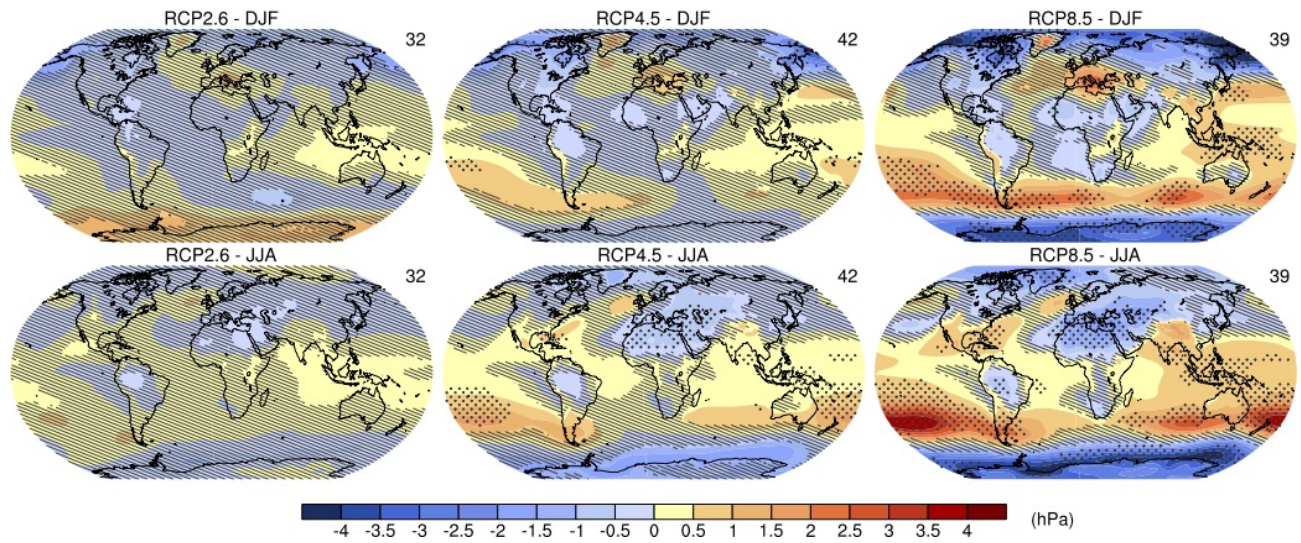 RCP2.6 - DJF
32
RCP4.5 - DJF
42
RCP8.5 - DJF
39
RCP2.6 - JJA
32
RCP4.5 - JJA
42
RCP8.5 - JJA
39
-4 -3.5 -3 -2.5 -2 -1.5 -1 -0.5 0 0.5 1 1.5 2 2.5 3 3.5 4 (hPa)